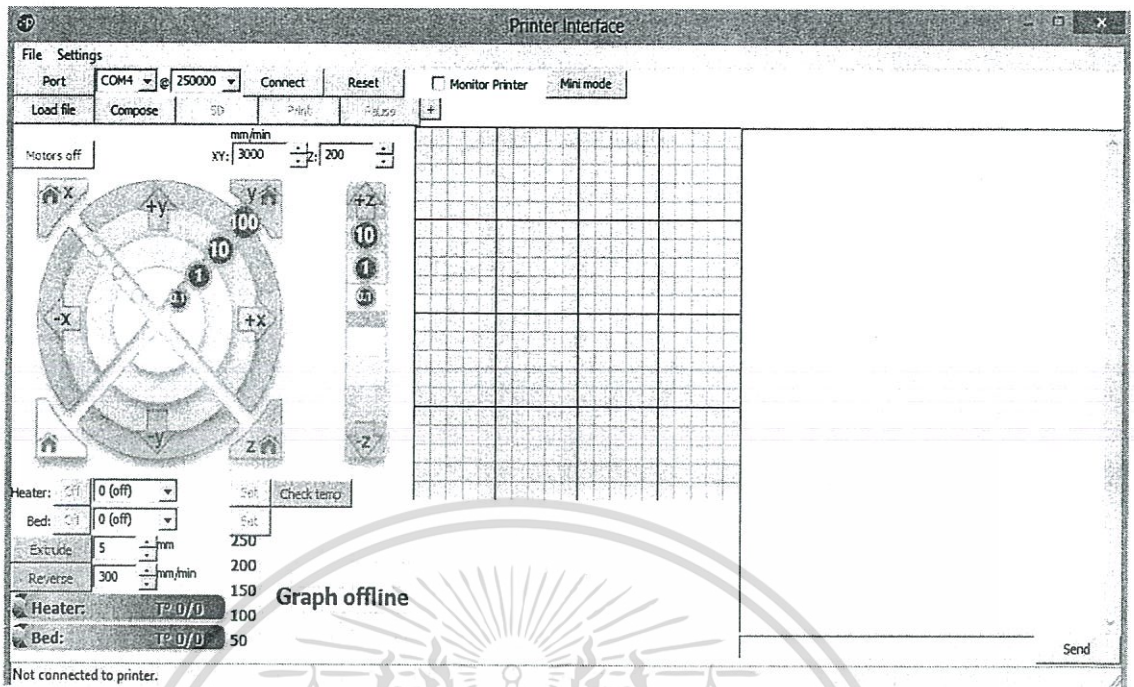 Printer Interface
File Settings
Port COM4 @ 250000 Connect Reset Monitor Printer Mini mode
Load file Compose SD Print Pause +
mm/min
Motors off XY: 3000 Z: 200
X y
+y +z
100
10 10
1 1
0.1 0.1
-X +X
-y -z
z
Heater: Off 0 (off) Set Check temp
Bed: Off 0 (off) Set
Extrude 5 mm 250
Reverse 300 mm/min 200
150
Graph offline
Heater: T° 0/0 100
Bed: T° 0/0 50
Send
Not connected to printer.